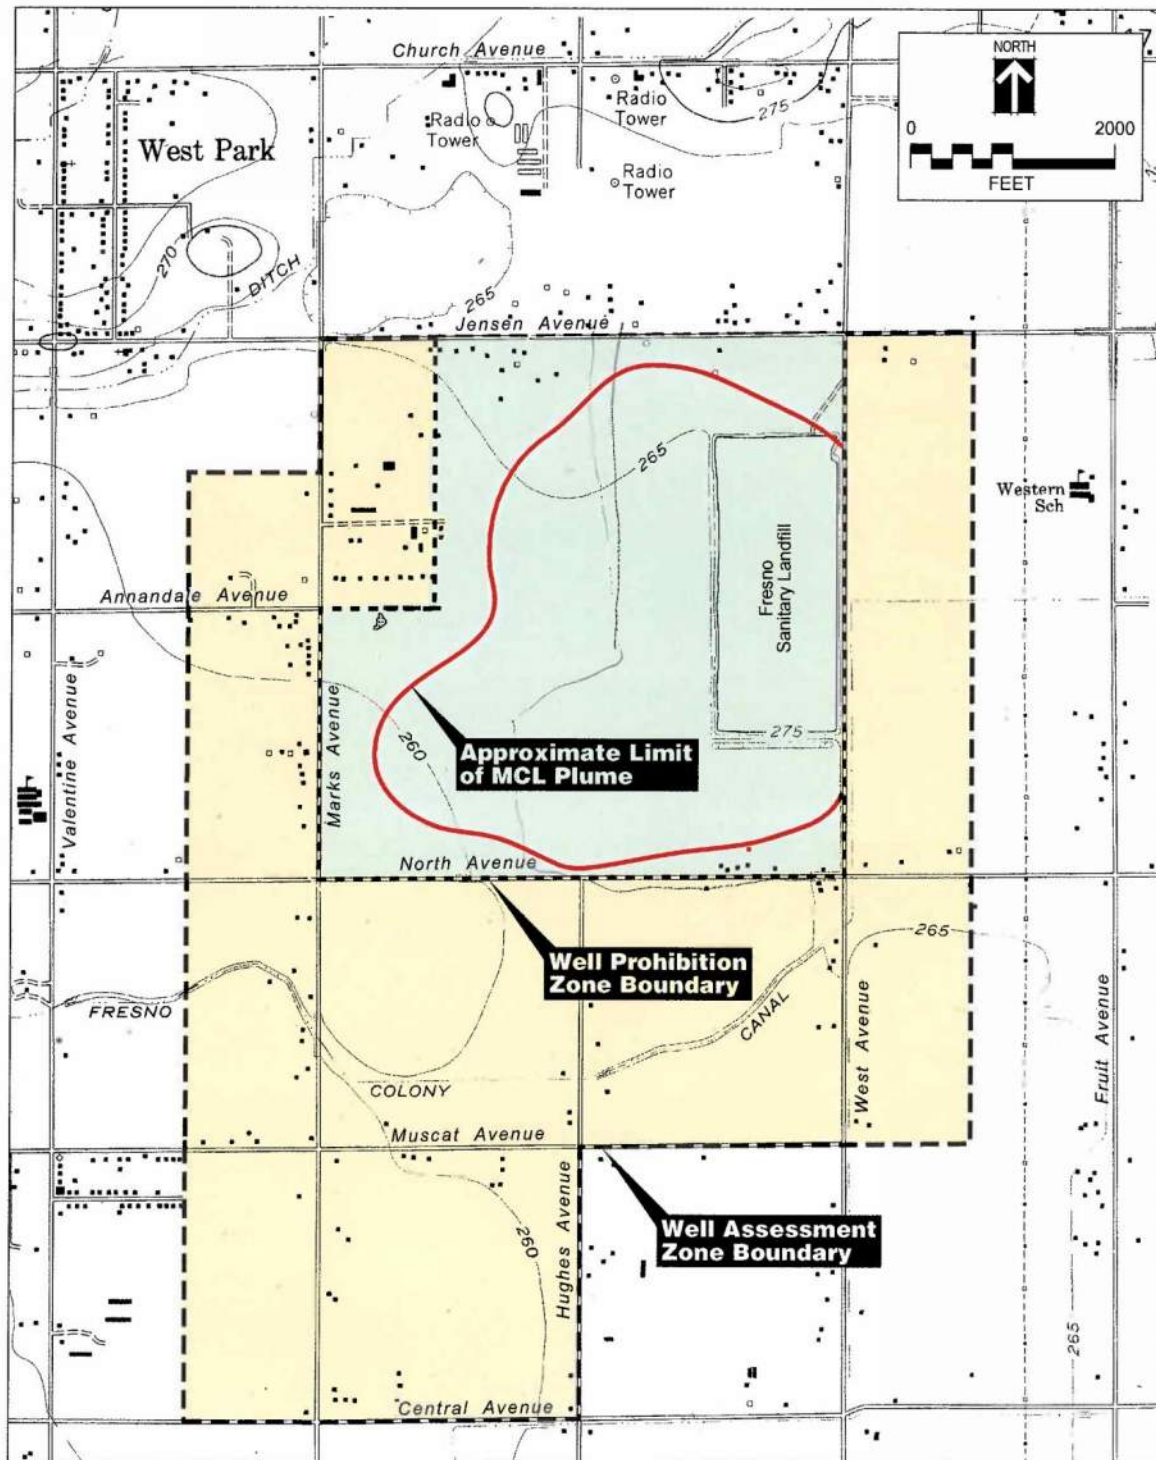 Church Avenue
17
NORTH
0 2000
FEET
Radio
Tower
Radio
Tower
275
West Park
Radio
Tower
270
DITCH
265
Jensen Avenue
265
Western
Sch
Fresno
Sanitary Landfill
Annandale Avenue
Valentine Avenue
Marks Avenue
260
Approximate Limit
of MCL Plume
275
North Avenue
265
Well Prohibition
Zone Boundary
FRESNO
COLONY
CANAL
West Avenue
Fruit Avenue
Muscat Avenue
Hughes Avenue
260
Well Assessment
Zone Boundary
265
Central Avenue